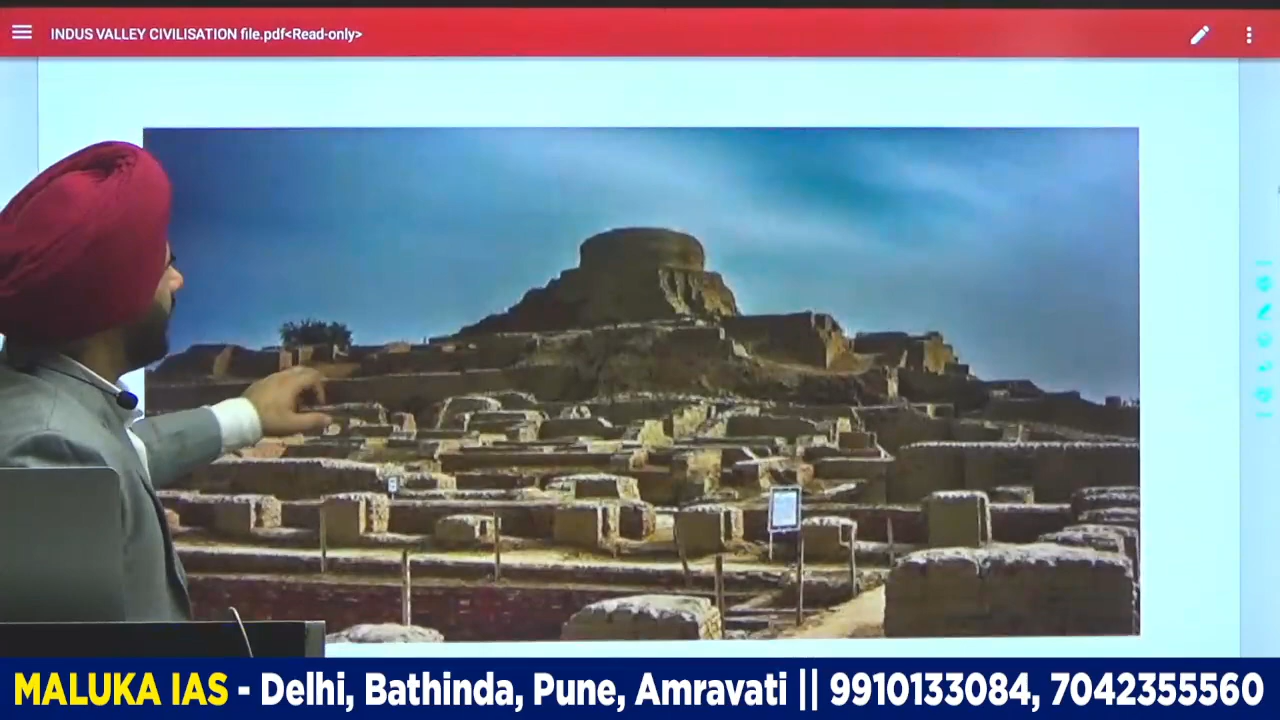 INDUS VALLEY CIVILISATION file.pdf<Read-only>
MALUKA IAS - Delhi, Bathinda, Pune, Amravati || 9910133084, 7042355560